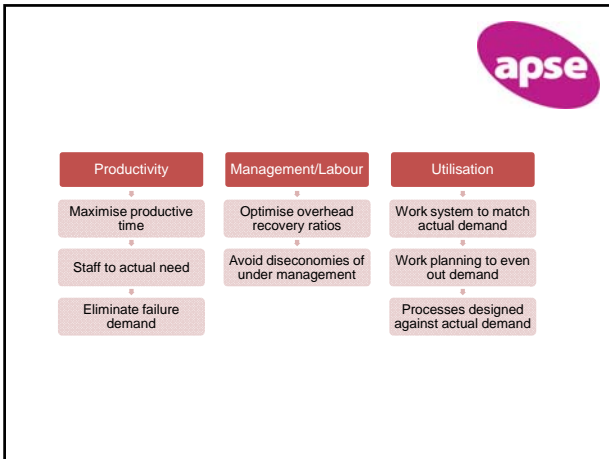 apse
Productivity
Maximise productive
time
Staff to actual need
Eliminate failure
demand
Management/Labour
Optimise overhead
recovery ratios
Avoid diseconomies of
under management
Utilisation
Work system to match
actual demand
Work planning to even
out demand
Processes designed
against actual demand